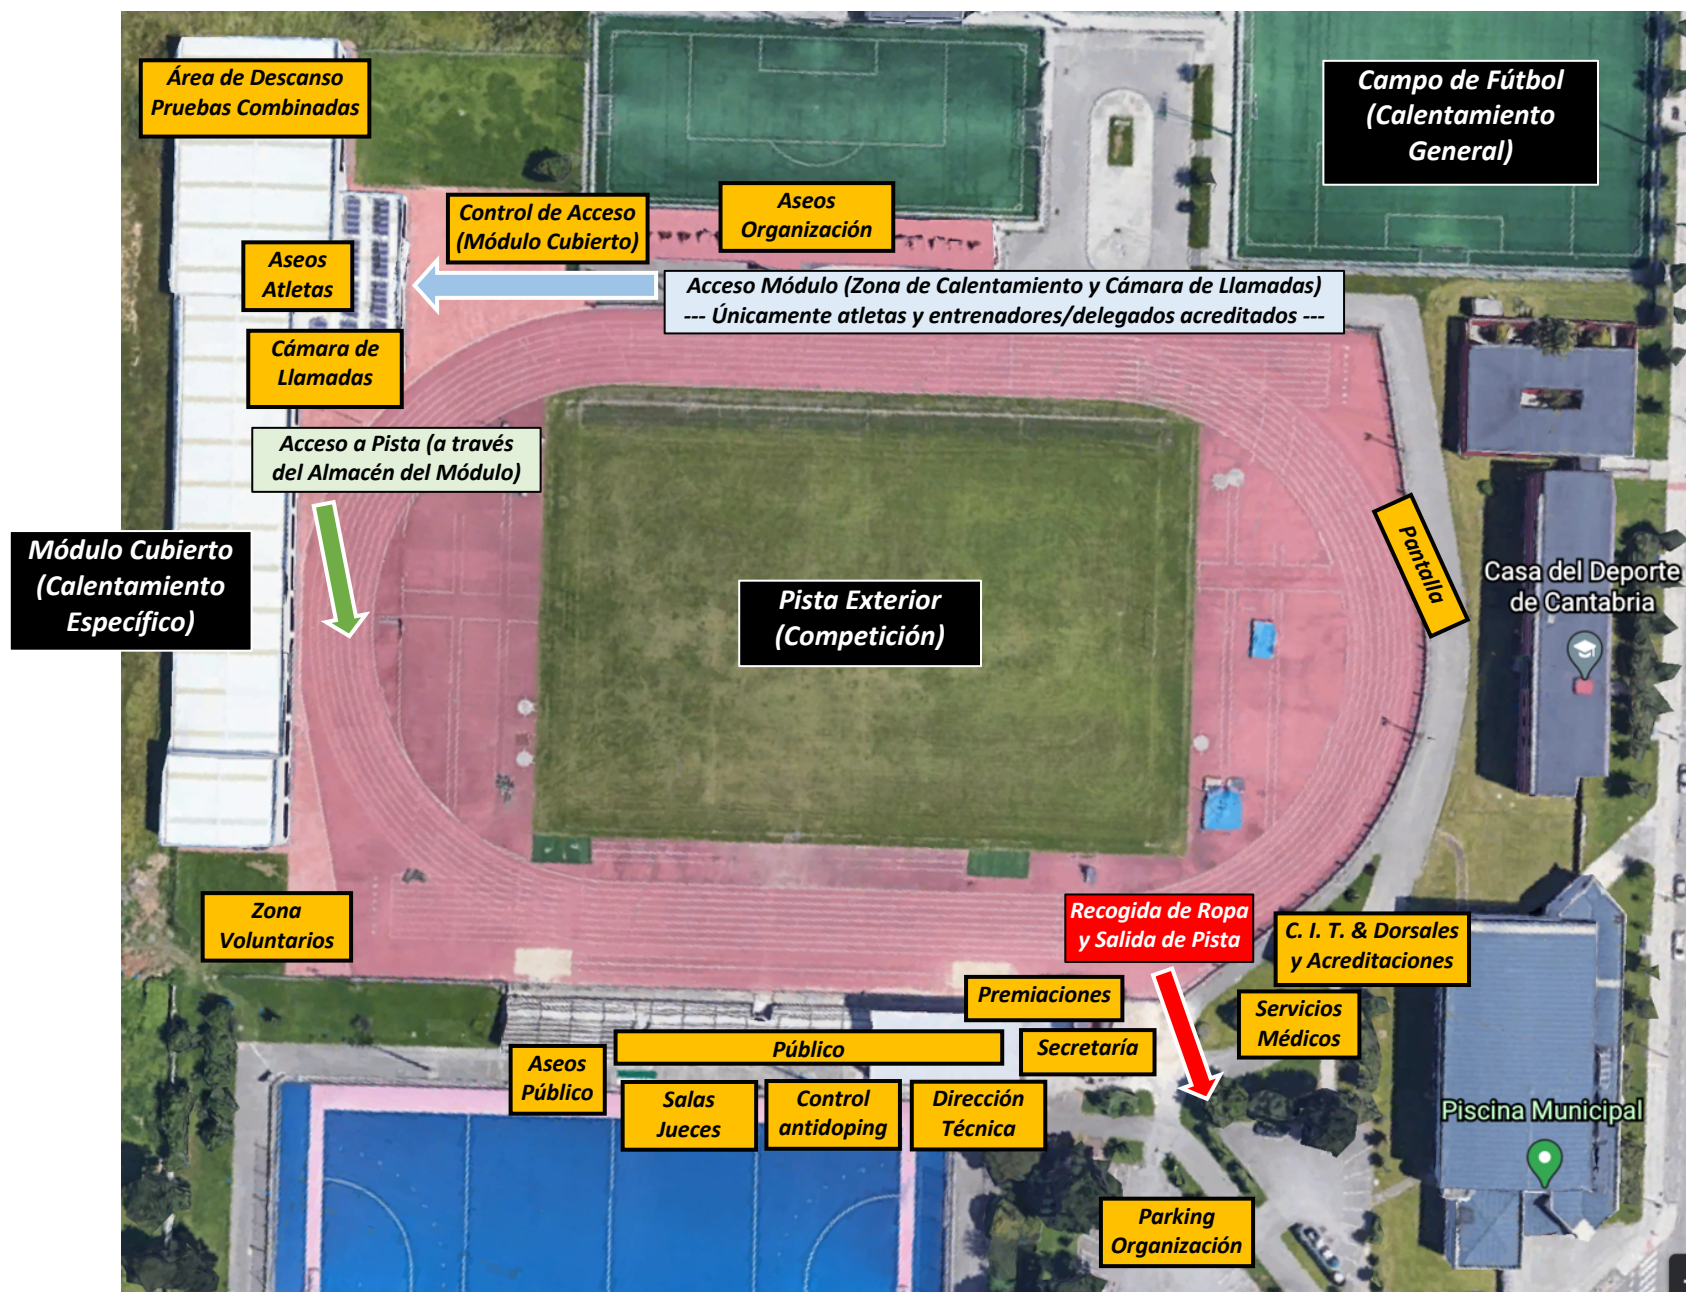 Área de Descanso
Pruebas Combinadas
Campo de Fútbol
(Calentamiento
General)
Control de Acceso
(Módulo Cubierto)
Aseos
Organización
Aseos
Atletas
Acceso Módulo (Zona de Calentamiento y Cámara de Llamadas)
--- Únicamente atletas y entrenadores/delegados acreditados ---
Cámara de
Llamadas
Acceso a Pista (a través
del Almacén del Módulo)
Módulo Cubierto
(Calentamiento
Específico)
Pista Exterior
(Competición)
Pantalla
Casa del Deporte
de Cantabria
Zona
Voluntarios
Recogida de Ropa
y Salida de Pista
C. I. T. & Dorsales
y Acreditaciones
Premiaciones
Servicios
Médicos
Público
Secretaría
Aseos
Público
Salas
Jueces
Control
antidoping
Dirección
Técnica
Piscina Municipal
Parking
Organización